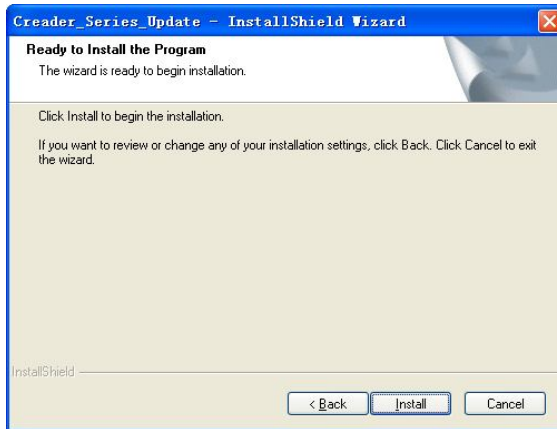 Creader_Series_Update - InstallShield Wizard
Ready to Install the Program
The wizard is ready to begin installation.
Click Install to begin the installation.
If you want to review or change any of your installation settings, click Back. Click Cancel to exit
the wizard.
InstallShield
< Back
Install
Cancel